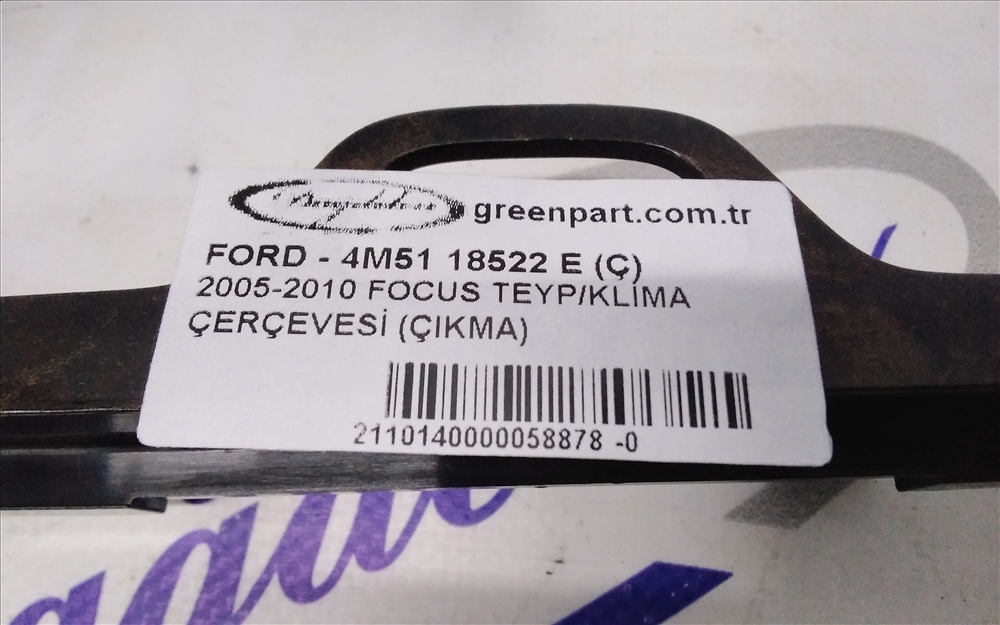 greenpart.com.tr
FORD - 4M51 18522 E (Ç)
2005-2010 FOCUS TEYP/KLİMA
ÇERÇEVESİ (ÇIKMA)
2110140000058878 -0